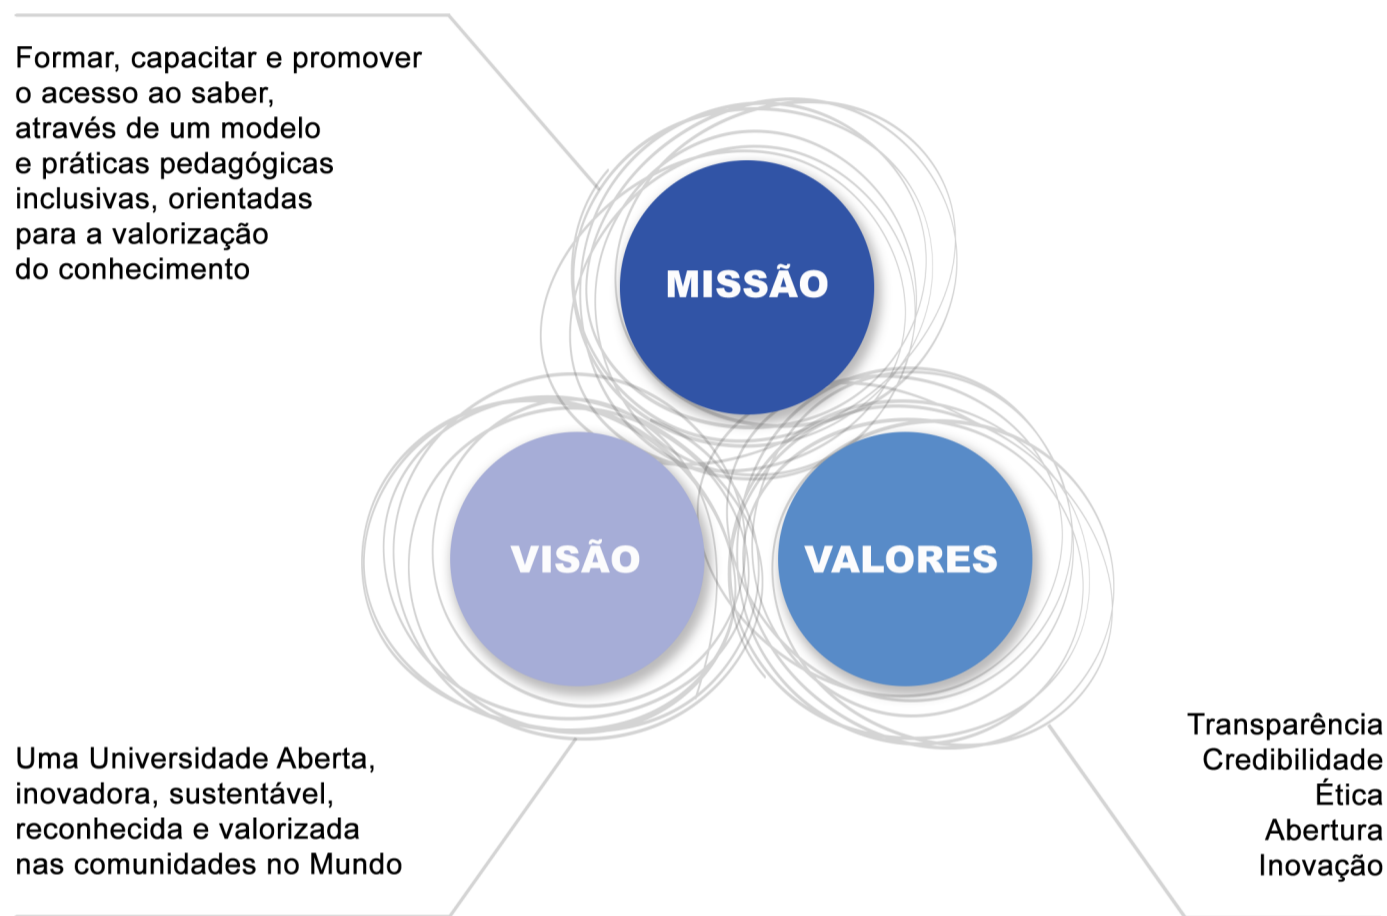 Formar, capacitar e promover
o acesso ao saber,
através de um modelo
e práticas pedagógicas
inclusivas, orientadas
para a valorização
do conhecimento
MISSÃO
VISÃO
VALORES
Uma Universidade Aberta,
inovadora, sustentável,
reconhecida e valorizada
nas comunidades no Mundo
Transparência
Credibilidade
Ética
Abertura
Inovação